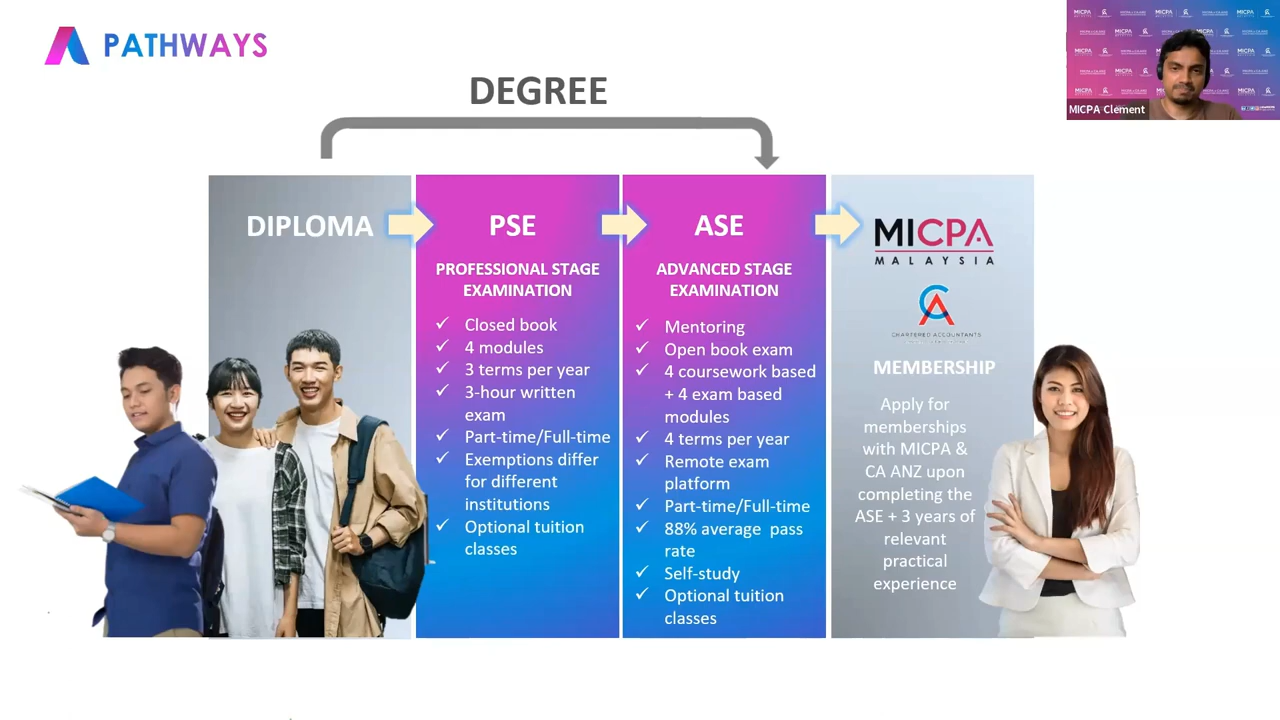 PATHWAYS
DEGREE
MICPA Clement
DIPLOMA
PSE
PROFESSIONAL STAGE
EXAMINATION
✓ Closed book
✓ 4 modules
✓ 3 terms per year
✓ 3-hour written
exam
✓ Part-time/Full-time
✓ Exemptions differ
for different
institutions
✓ Optional tuition
classes
ASE
ADVANCED STAGE
EXAMINATION
✓ Mentoring
✓ Open book exam
✓ 4 coursework based
+ 4 exam based
modules
✓ 4 terms per year
✓ Remote exam
platform
✓ Part-time/Full-time
✓ 88% average pass
rate
✓ Self-study
✓ Optional tuition
classes
MICPA
MALAYSIA
CHARTERED ACCOUNTANTS
MEMBERSHIP
Apply for
memberships
with MICPA &
CA ANZ upon
completing the
ASE + 3 years of
relevant
practical
experience